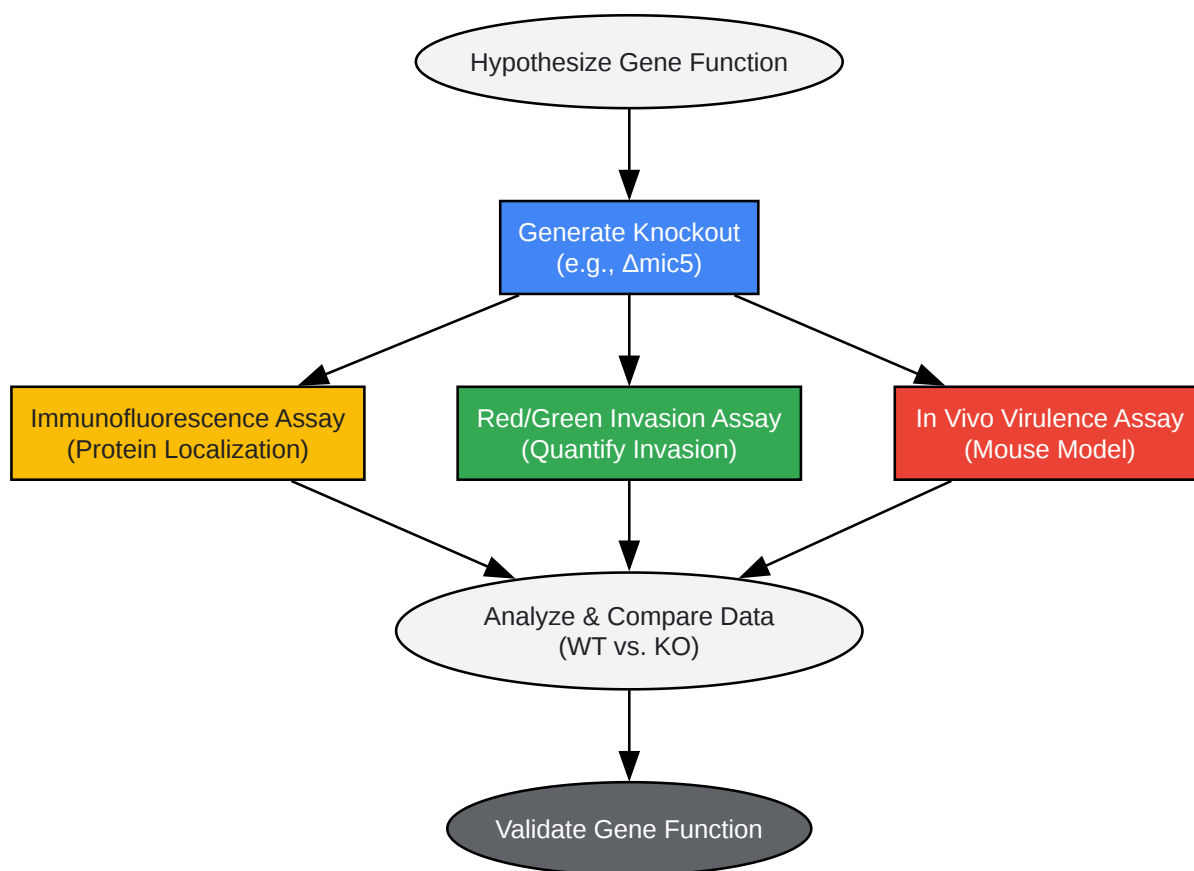 Hypothesize Gene Function
Generate Knockout
(e.g., Δmic5)
Immunofluorescence Assay
(Protein Localization)
Red/Green Invasion Assay
(Quantify Invasion)
In Vivo Virulence Assay
(Mouse Model)
Analyze & Compare Data
(WT vs. KO)
Validate Gene Function